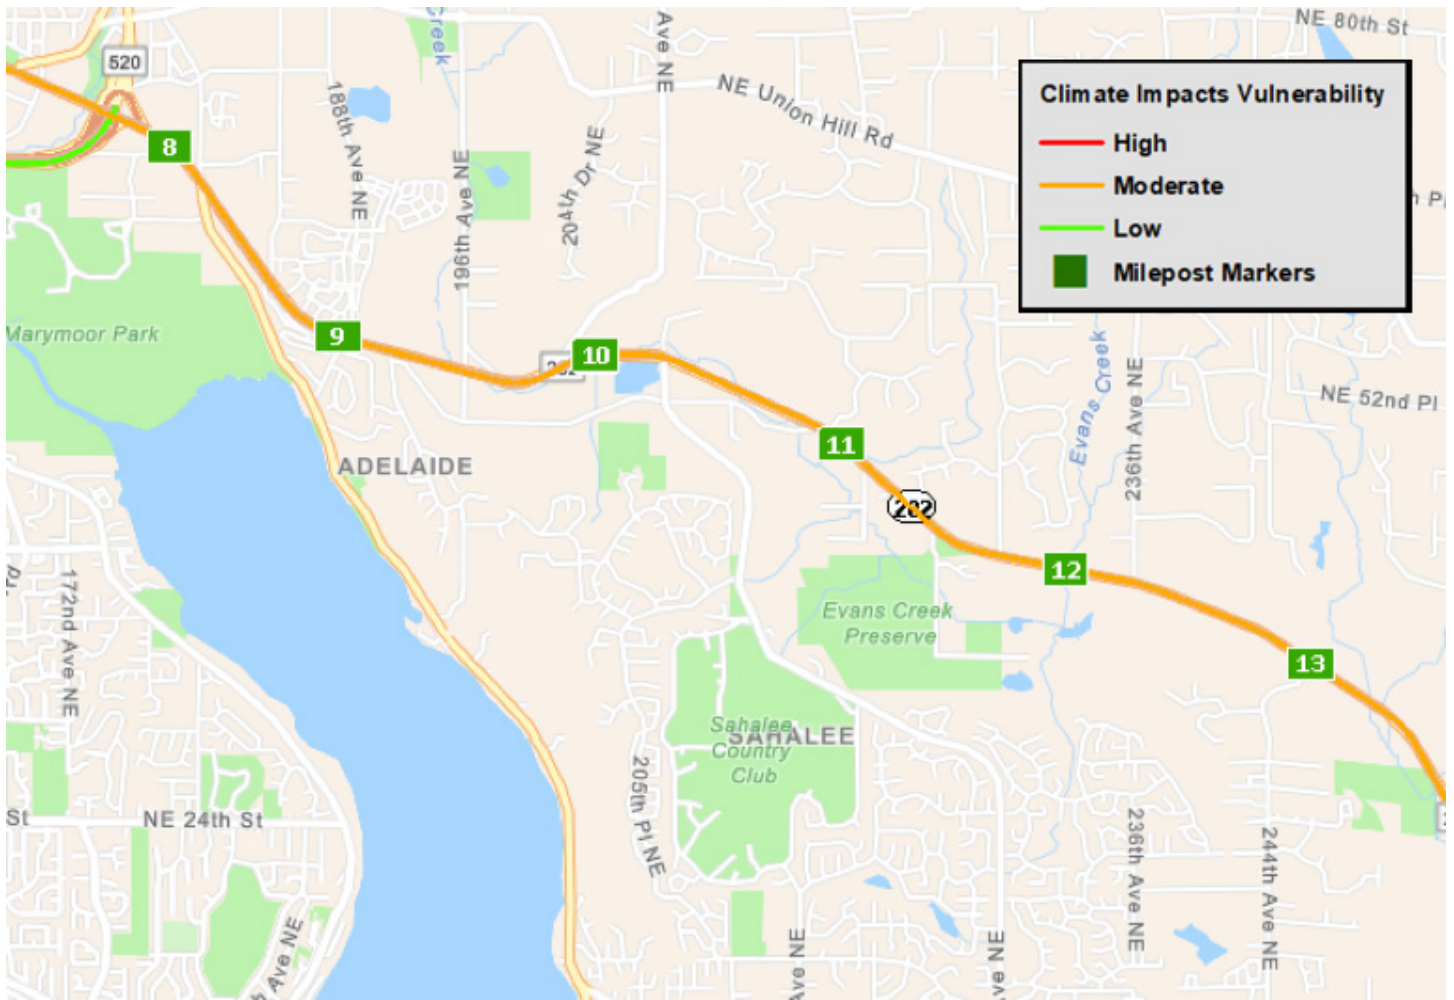 NE 80th St
520
Creek
Ave NE
NE Union Hill Rd
Climate Impacts Vulnerability
High
Moderate
Low
Milepost Markers
188th Ave NE
196th Ave NE
204th Dr NE
8
9
10
11
12
13
Marymoor Park
ADELAIDE
202
Evans Creek
236th Ave NE
NE 52nd Pl
172nd Ave NE
Evans Creek
Preserve
SAHALEE
Sahalee
Country
Club
205th Pl NE
St
NE 24th St
236th Ave NE
244th Ave NE
h Ave NE
Ave NE
Ave NE